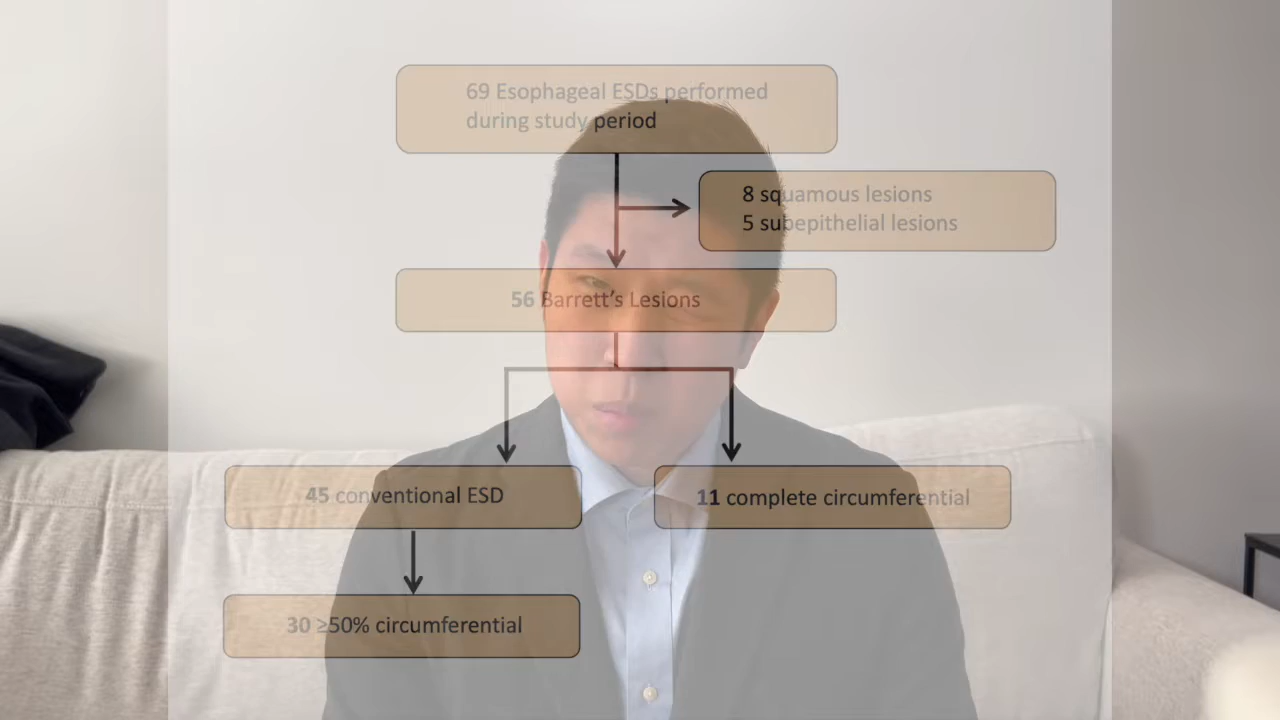 69 Esophageal ESDs performed
during study period
8 squamous lesions
5 subepithelial lesions
56 Barrett's Lesions
45 conventional ESD
11 complete circumferential
30 ≥50% circumferential